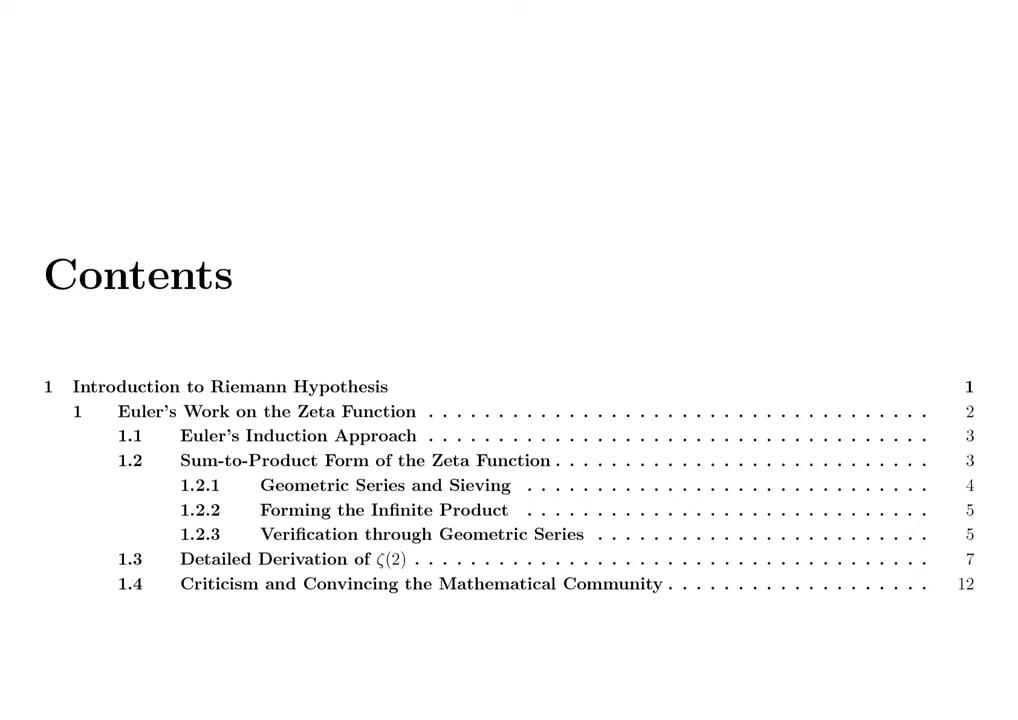 Contents
1 Introduction to Riemann Hypothesis 1
1 Euler's Work on the Zeta Function . . . . . . . . . . . . . . . . . . . . . . . . . . . . . . . . . . . . 2
1.1 Euler's Induction Approach . . . . . . . . . . . . . . . . . . . . . . . . . . . . . . . . . . . . 3
1.2 Sum-to-Product Form of the Zeta Function . . . . . . . . . . . . . . . . . . . . . . . . . . . 3
1.2.1 Geometric Series and Sieving . . . . . . . . . . . . . . . . . . . . . . . . . . . . . 4
1.2.2 Forming the Infinite Product . . . . . . . . . . . . . . . . . . . . . . . . . . . . . 5
1.2.3 Verification through Geometric Series . . . . . . . . . . . . . . . . . . . . . . . . 5
1.3 Detailed Derivation of ζ(2) . . . . . . . . . . . . . . . . . . . . . . . . . . . . . . . . . . . . . 7
1.4 Criticism and Convincing the Mathematical Community . . . . . . . . . . . . . . . . . . . 12